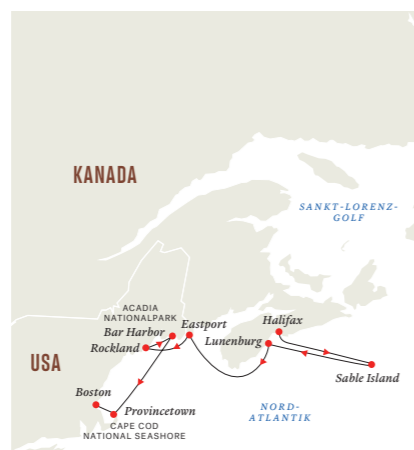 KANADA
SANKT-LORENZ-
GOLF
ACADIA
NATIONALPARK
Bar Harbor
Eastport
Halifax
Rockland
Lunenburg
USA
Sable Island
Boston
Provincetown
NORD-
ATLANTIK
CAPE COD
NATIONAL SEASHORE